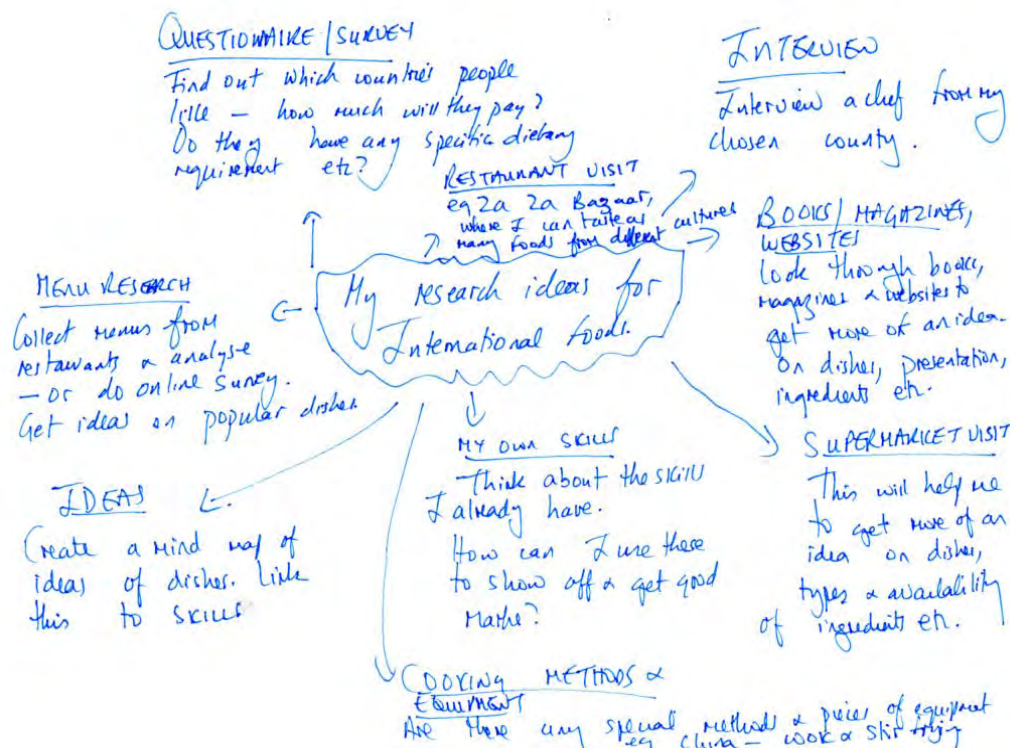 QUESTIONAIRE/SURVEY
Find out which countries people
like – how much will they pay?
Do they have any specific dietary
requirement etc?
INTERVIEW
Interview a chef from my
chosen county.
RESTAURANT VISIT
eg Za Za Bazaar,
where I can taste as
many foods from different cultures
BOOKS/MAGAZINES,
WEBSITES
look through books,
magazines & websites to
get more of an idea
on dishes, presentation,
ingredients etc.
My research ideas for
International foods.
MENU RESEARCH
Collect menus from
restaurants & analyse
– or do online survey.
Get ideas on popular dishes
IDEAS
Create a mind map of
ideas of dishes. Link
this to SKILLS
MY OWN SKILLS
Think about the skills
I already have.
How can I use these
to show off & get good
SUPERMARKET VISIT
This will help me
to get more of an
idea on dishes,
types & availability
of ingredients etc.
COOKING METHODS &
EQUIPMENT
Are there any special methods & pieces of equipment
eg China – wok & stir frying